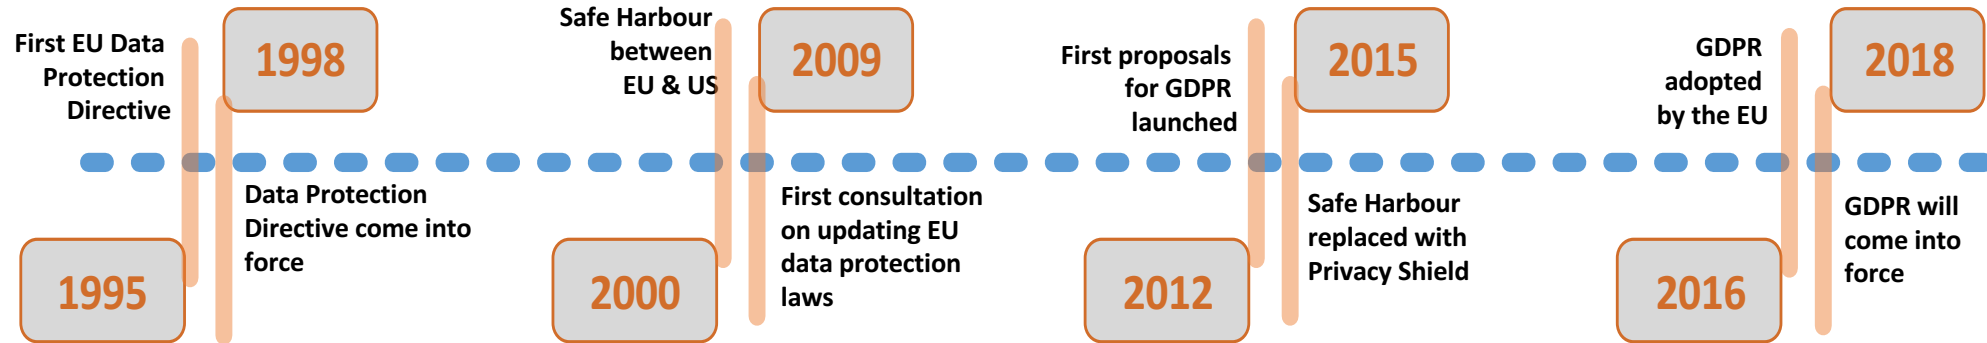 First EU Data
Protection
Directive
1995
1998
Data Protection
Directive come into
force
Safe Harbour
between
EU & US
2000
2009
First consultation
on updating EU
data protection
laws
First proposals
for GDPR
launched
2012
2015
Safe Harbour
replaced with
Privacy Shield
GDPR
adopted
by the EU
2016
2018
GDPR will
come into
force